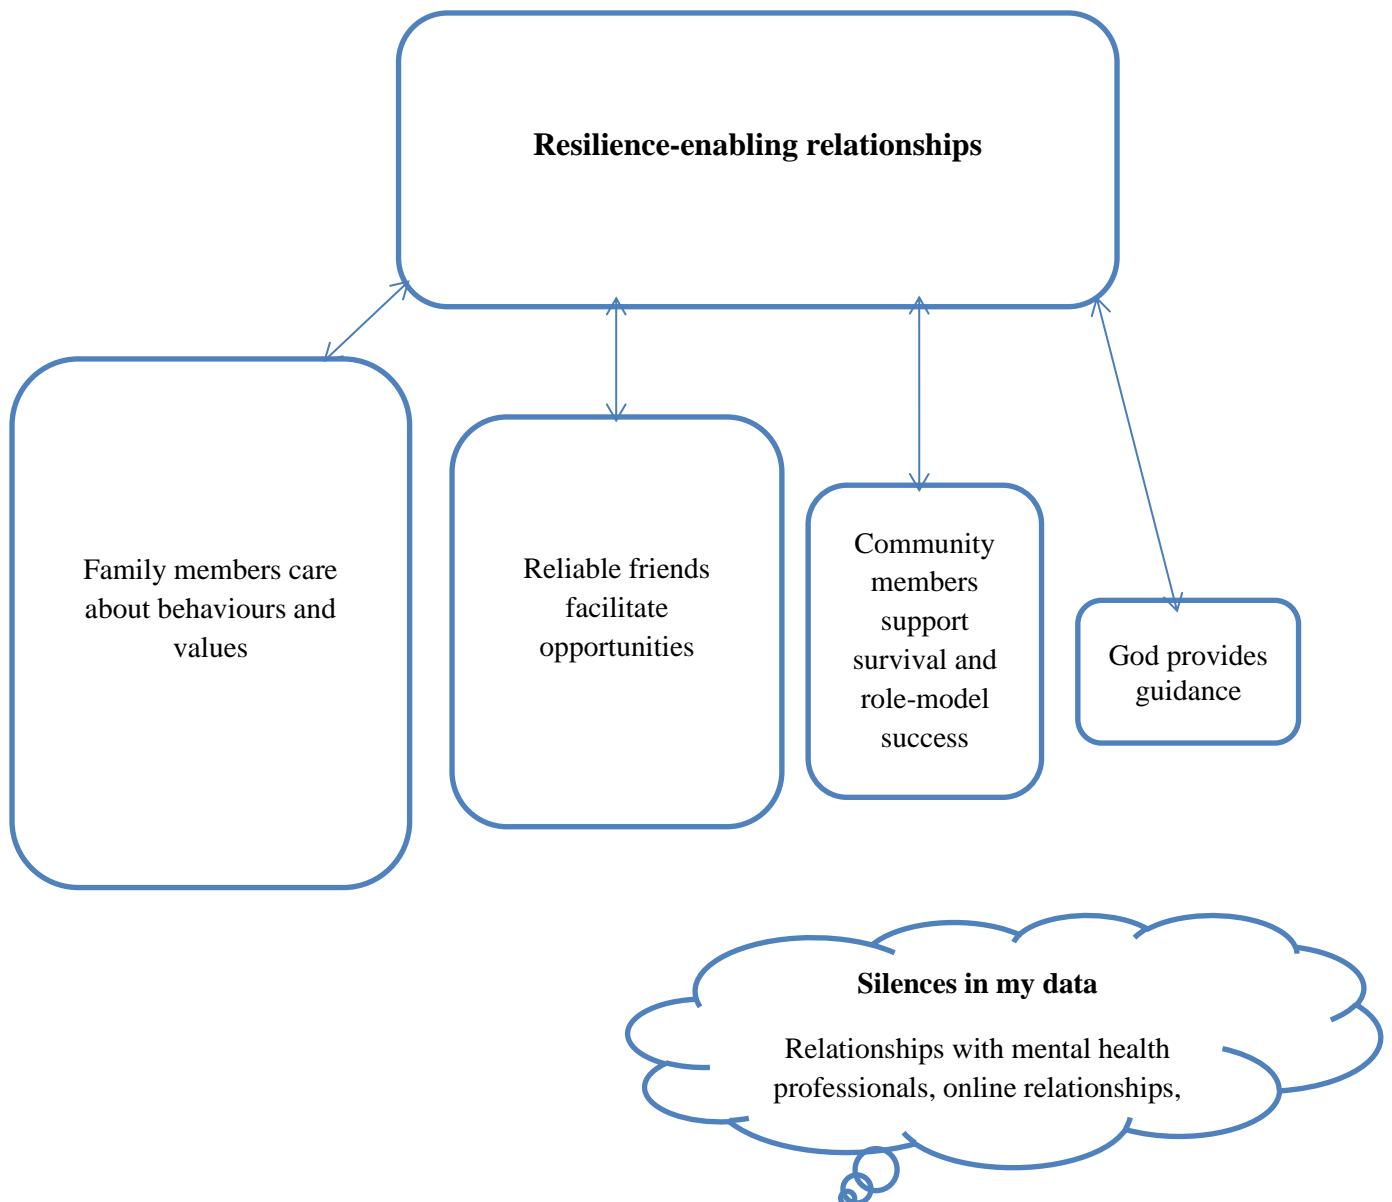 Resilience-enabling relationships
Family members care
about behaviours and
values
Reliable friends
facilitate
opportunities
Community
members
support
survival and
role-model
success
God provides
guidance
Silences in my data
Relationships with mental health
professionals, online relationships,